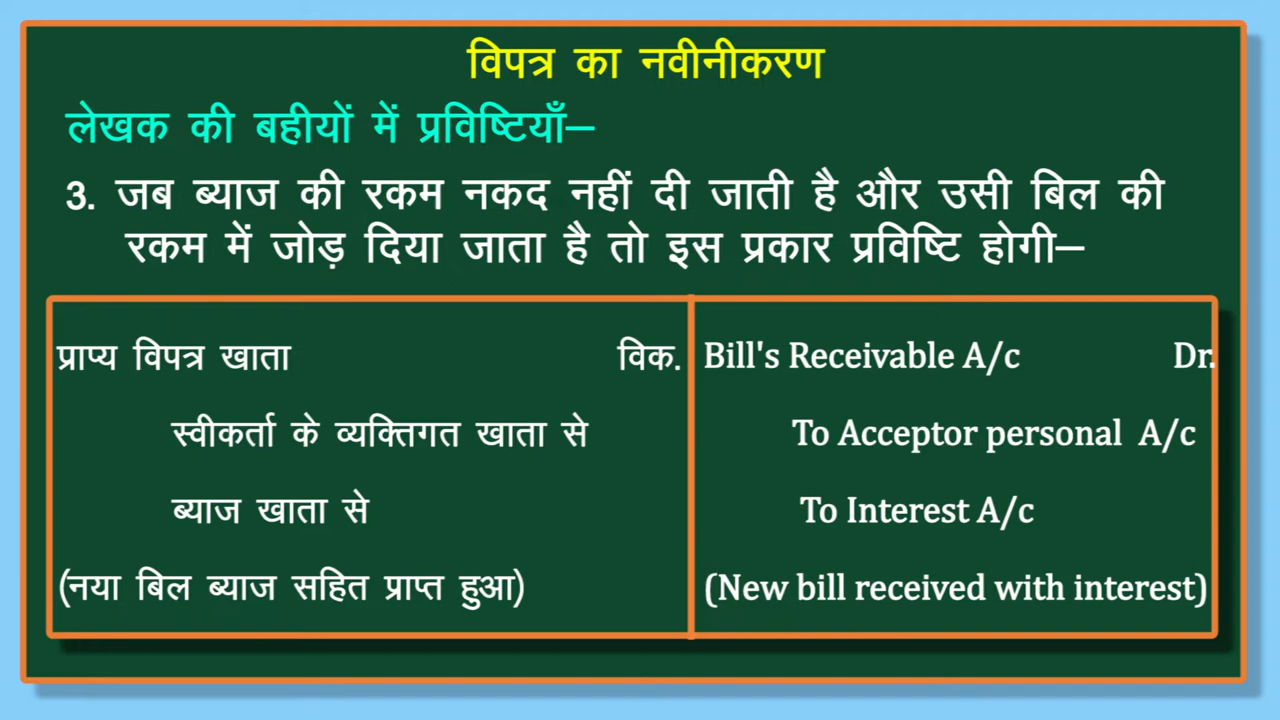 विपत्र का नवीनीकरण
लेखक की बहीयों में प्रविष्टियाँ–
3. जब ब्याज की रकम नकद नहीं दी जाती है और उसी बिल की
रकम में जोड़ दिया जाता है तो इस प्रकार प्रविष्टि होगी–
प्राप्य विपत्र खाता विक.
स्वीकर्ता के व्यक्तिगत खाता से
ब्याज खाता से
(नया बिल ब्याज सहित प्राप्त हुआ)
Bill's Receivable A/c Dr.
To Acceptor personal A/c
To Interest A/c
(New bill received with interest)